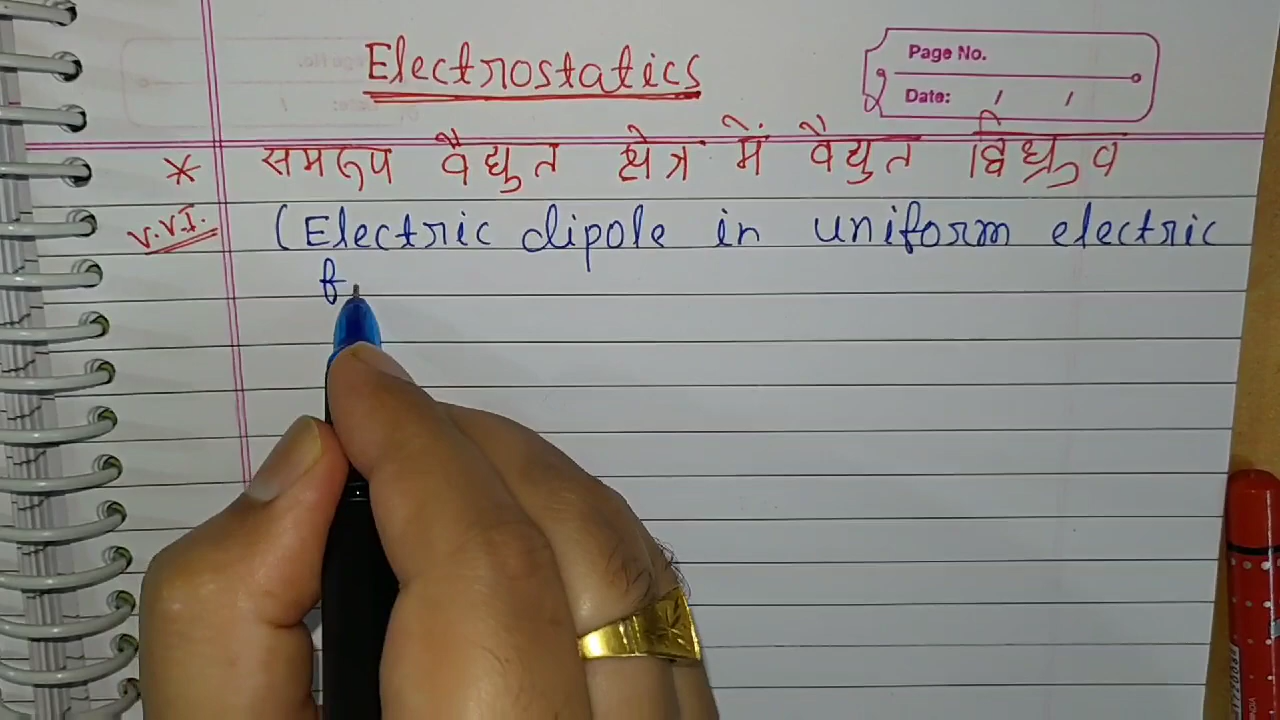 Electrostatics
Page No.
Date: / /
* समरूप वैद्युत क्षेत्र में वैद्युत द्विध्रुव
V.V.I. (Electric dipole in uniform electric
f